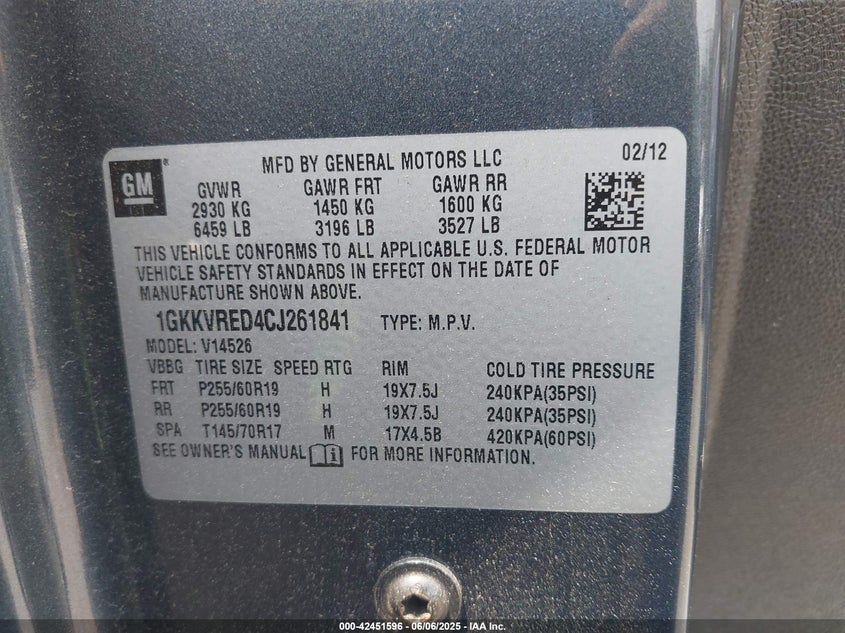 MFD BY GENERAL MOTORS LLC 02/12
GM
GVWR GAWR FRT GAWR RR
2930 KG 1450 KG 1600 KG
6459 LB 3196 LB 3527 LB
THIS VEHICLE CONFORMS TO ALL APPLICABLE U.S. FEDERAL MOTOR
VEHICLE SAFETY STANDARDS IN EFFECT ON THE DATE OF
MANUFACTURE SHOWN ABOVE.
1GKKVRED4CJ261841 TYPE: M.P.V.
MODEL: V14526
VBBG TIRE SIZE SPEED RTG RIM COLD TIRE PRESSURE
FRT P255/60R19 H 19X7.5J 240KPA(35PSI)
RR P255/60R19 H 19X7.5J 240KPA(35PSI)
SPA T145/70R17 M 17X4.5B 420KPA(60PSI)
SEE OWNER'S MANUAL FOR MORE INFORMATION.
000-42451596 - 06/06/2025 - IAA Inc.